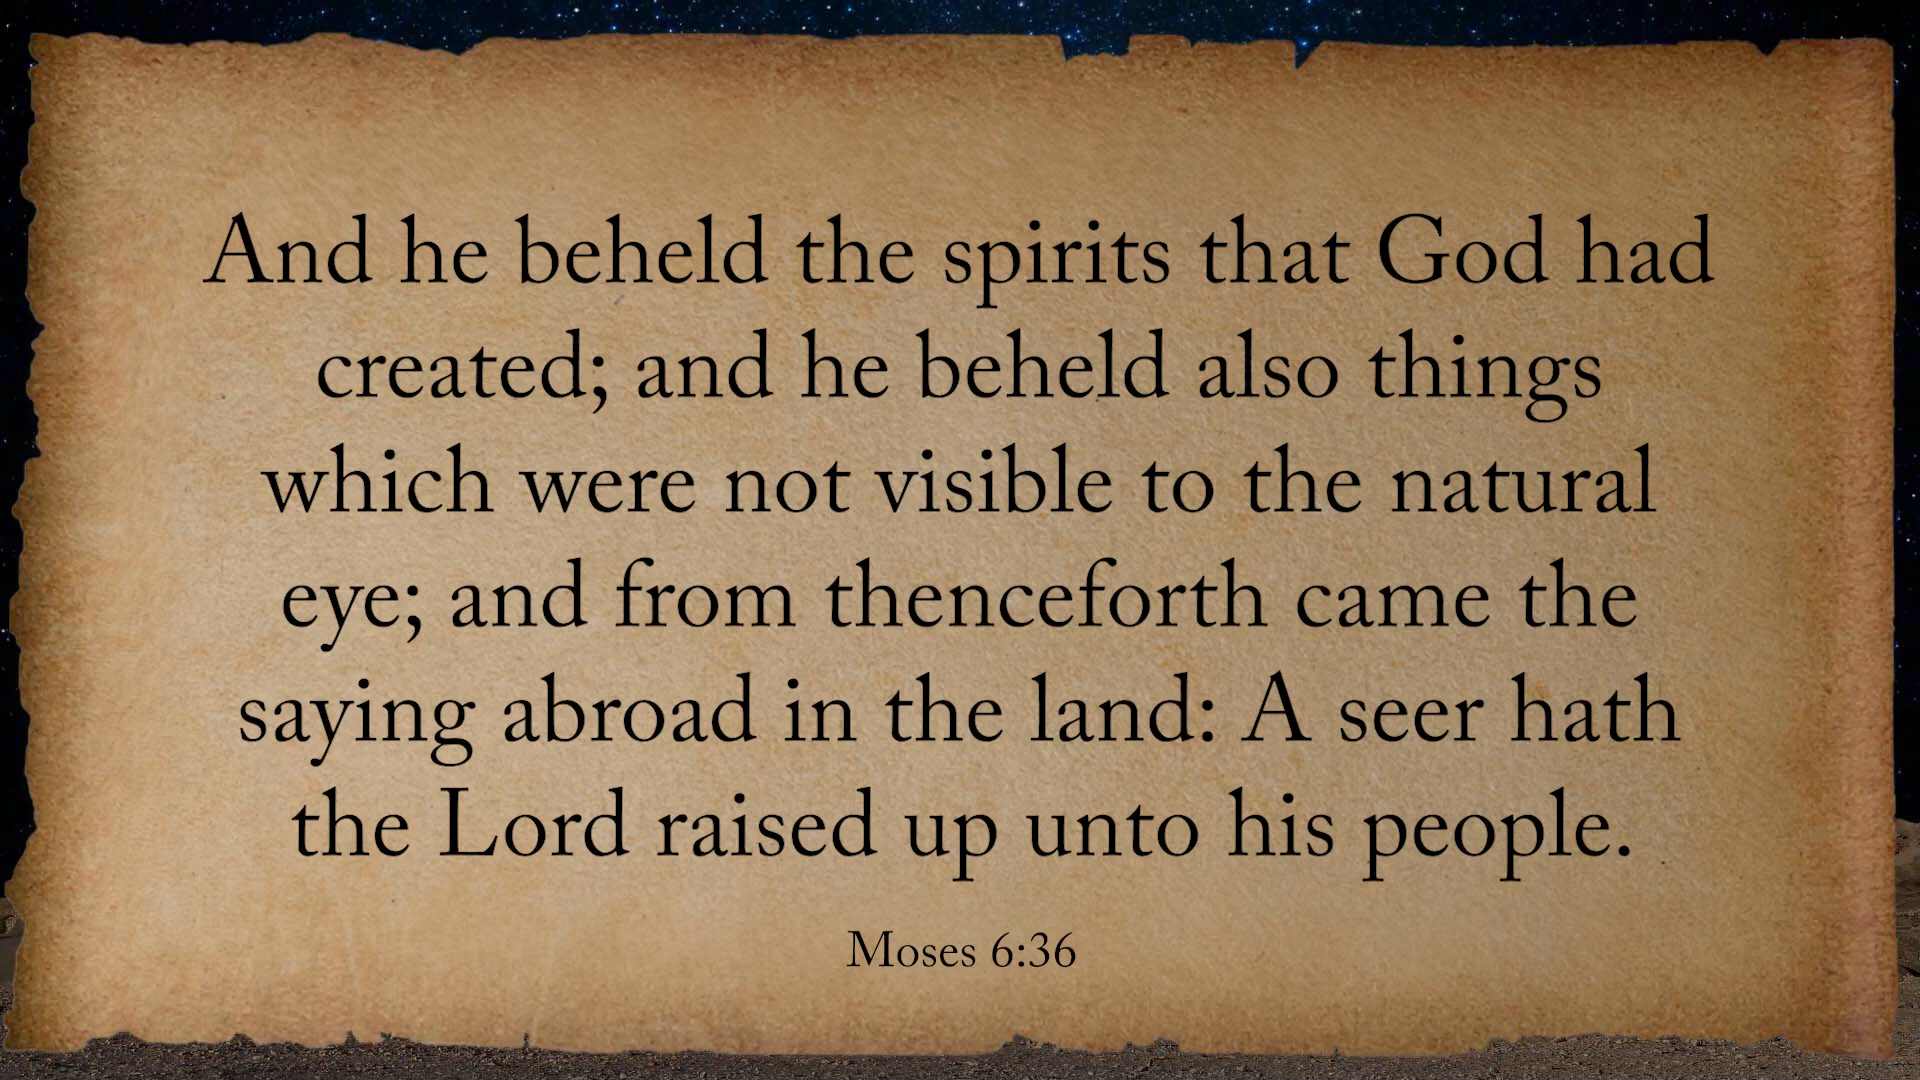 And he beheld the spirits that God had
created; and he beheld also things
which were not visible to the natural
eye; and from thenceforth came the
saying abroad in the land: A seer hath
the Lord raised up unto his people.
Moses 6:36